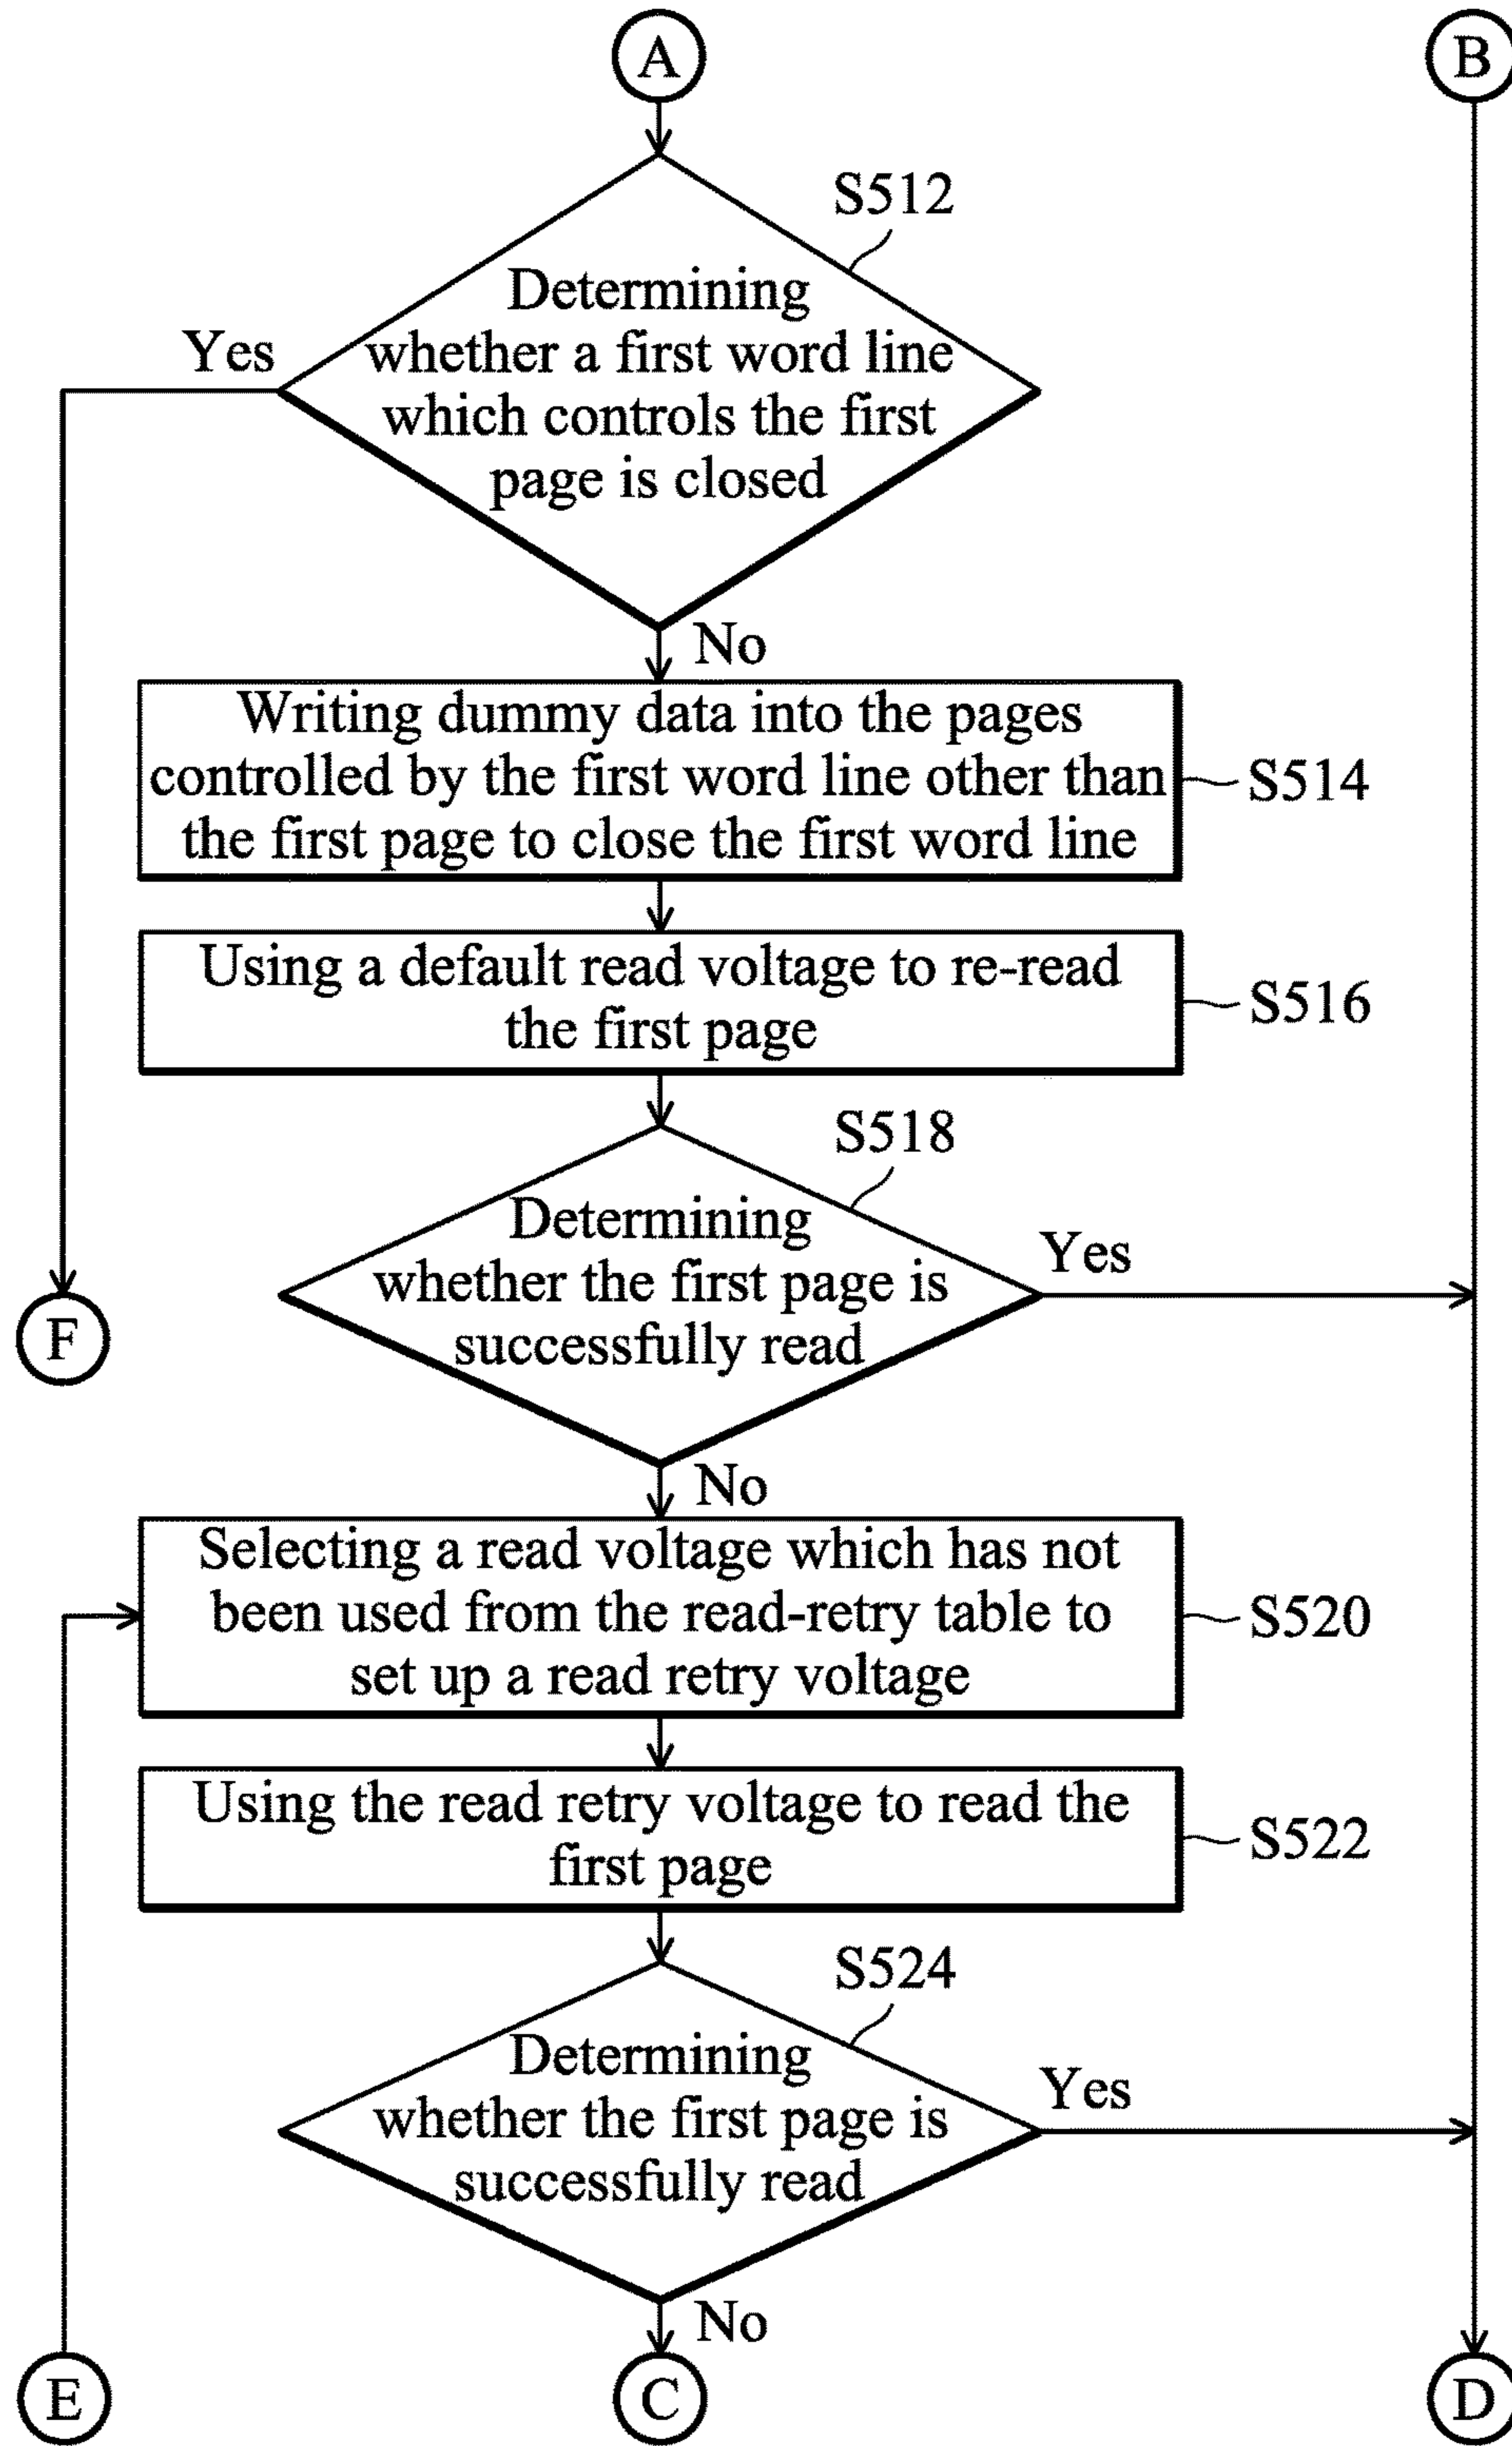 A
B
S512
Determining
whether a first word line
which controls the first
page is closed
Yes
No
Writing dummy data into the pages
controlled by the first word line other than
the first page to close the first word line
S514
Using a default read voltage to re-read
the first page
S516
S518
Determining
whether the first page is
successfully read
Yes
F
No
Selecting a read voltage which has not
been used from the read-retry table to
set up a read retry voltage
S520
Using the read retry voltage to read the
first page
S522
S524
Determining
whether the first page is
successfully read
Yes
No
E
C
D